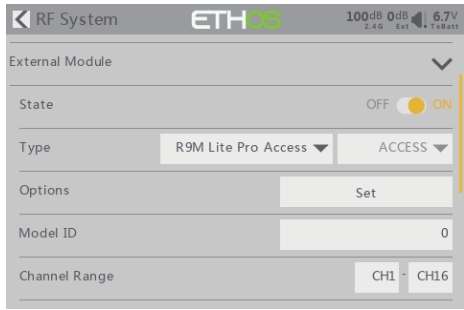 RF System ETHOS 100dB 0dB 6.7V
2.4G Ext TxBatt
External Module
State OFF ON
Type R9M Lite Pro Access ACCESS
Options Set
Model ID 0
Channel Range CH1 - CH16